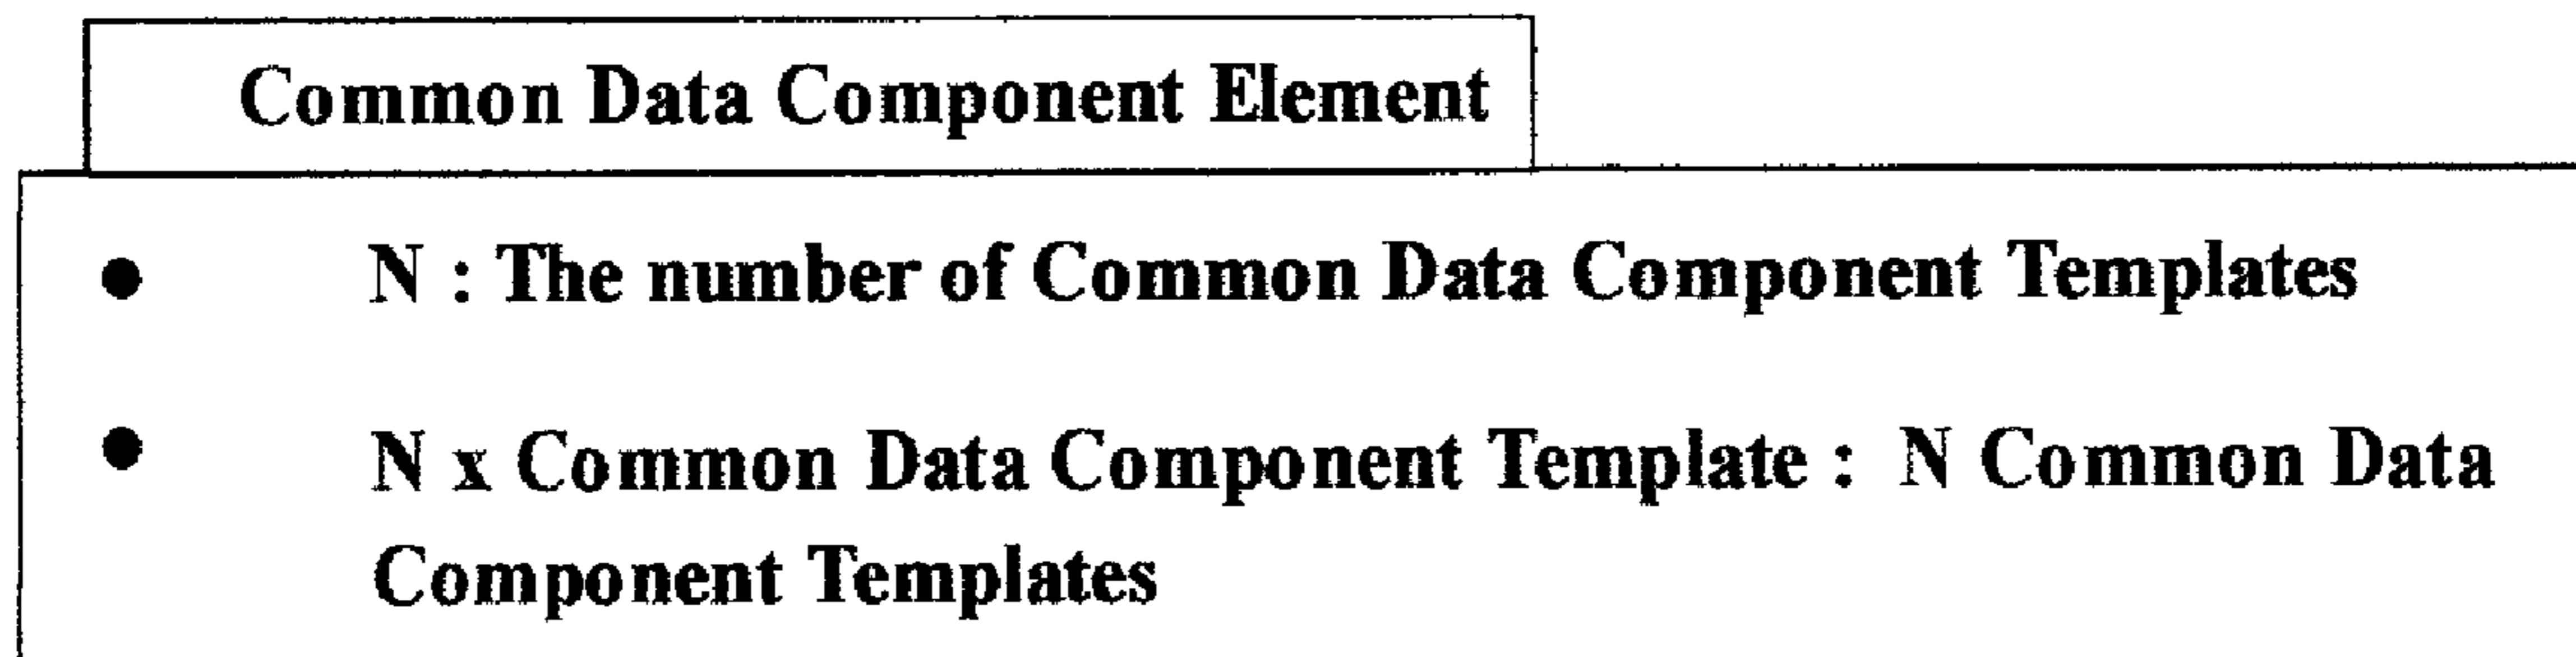 Common Data Component Element
● N : The number of Common Data Component Templates
● N x Common Data Component Template : N Common Data
Component Templates